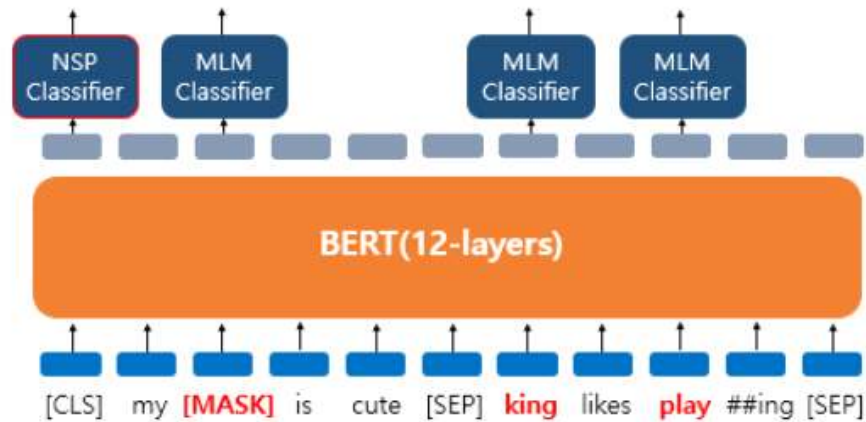 NSP
Classifier
MLM
Classifier
MLM
Classifier
MLM
Classifier
BERT(12-layers)
[CLS] my [MASK] is cute [SEP] king likes play ##ing [SEP]